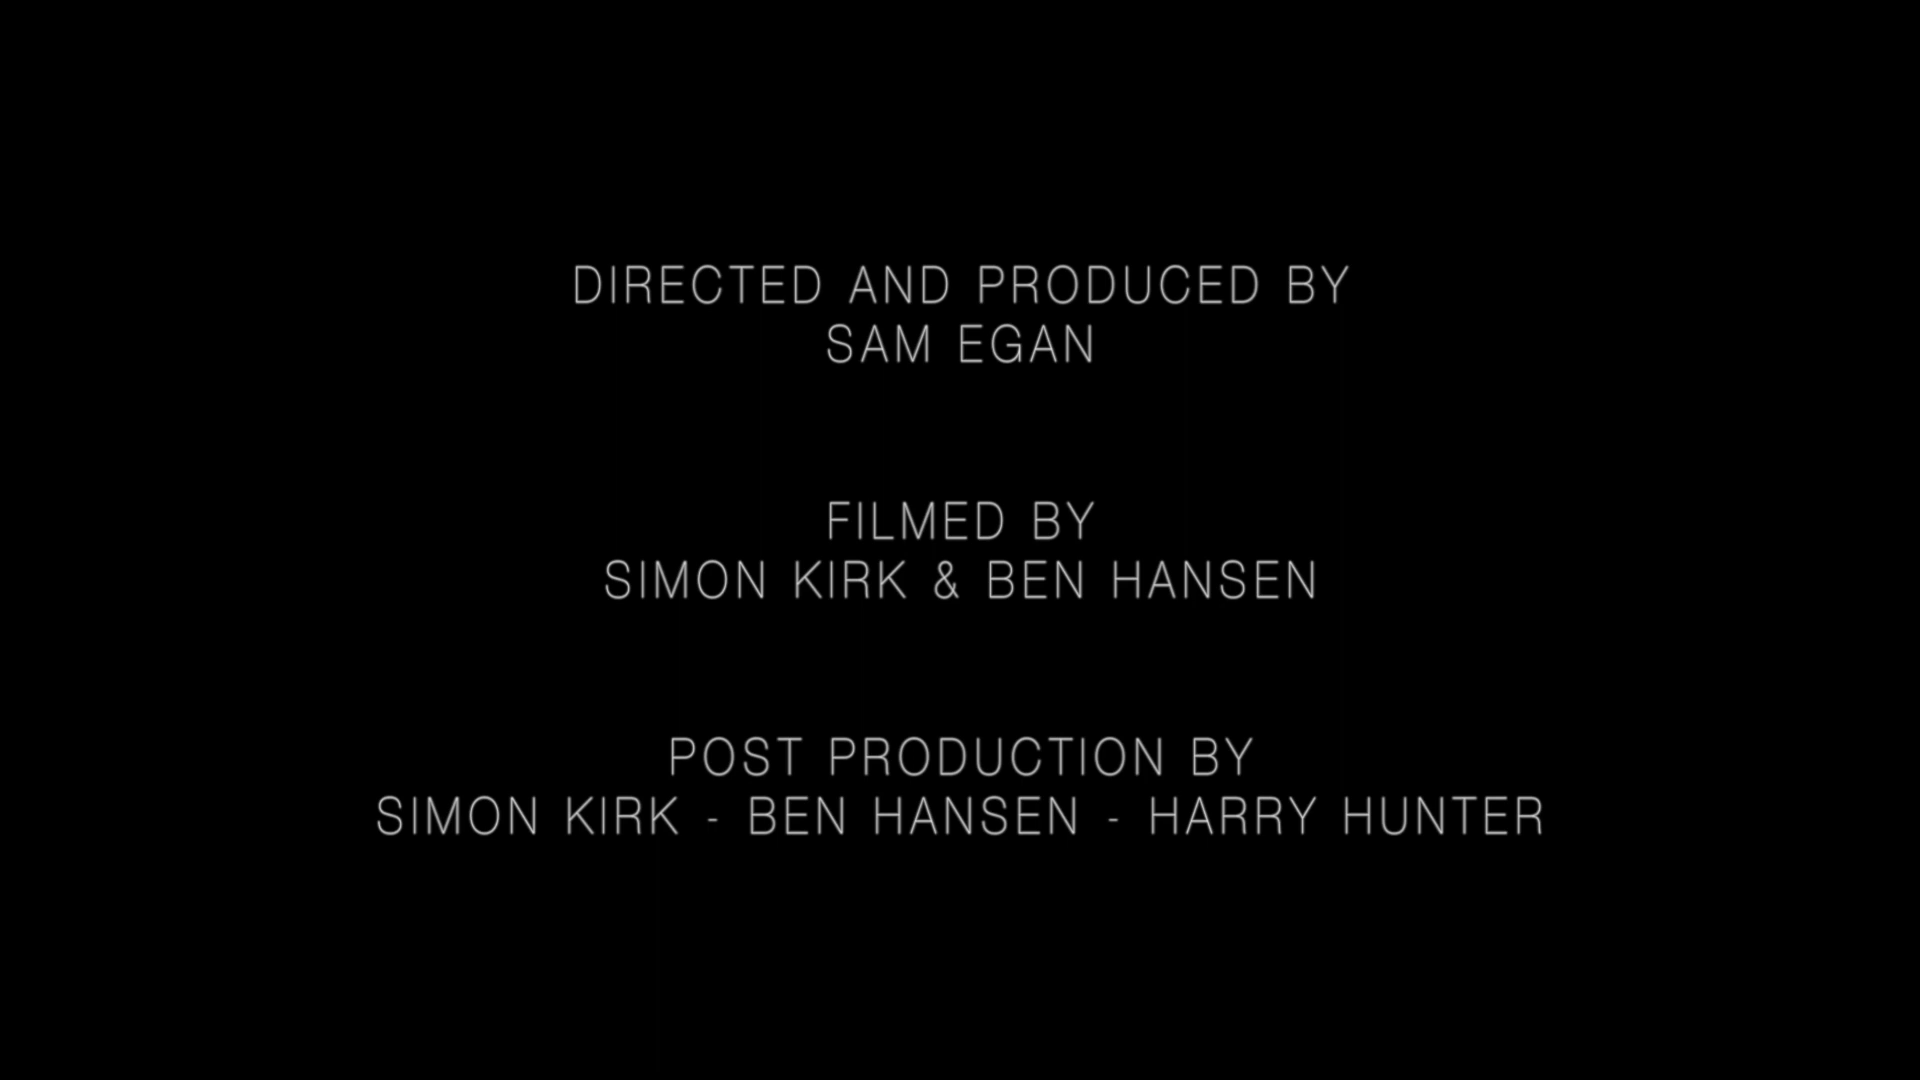 DIRECTED AND PRODUCED BY
SAM EGAN
FILMED BY
SIMON KIRK & BEN HANSEN
POST PRODUCTION BY
SIMON KIRK - BEN HANSEN - HARRY HUNTER